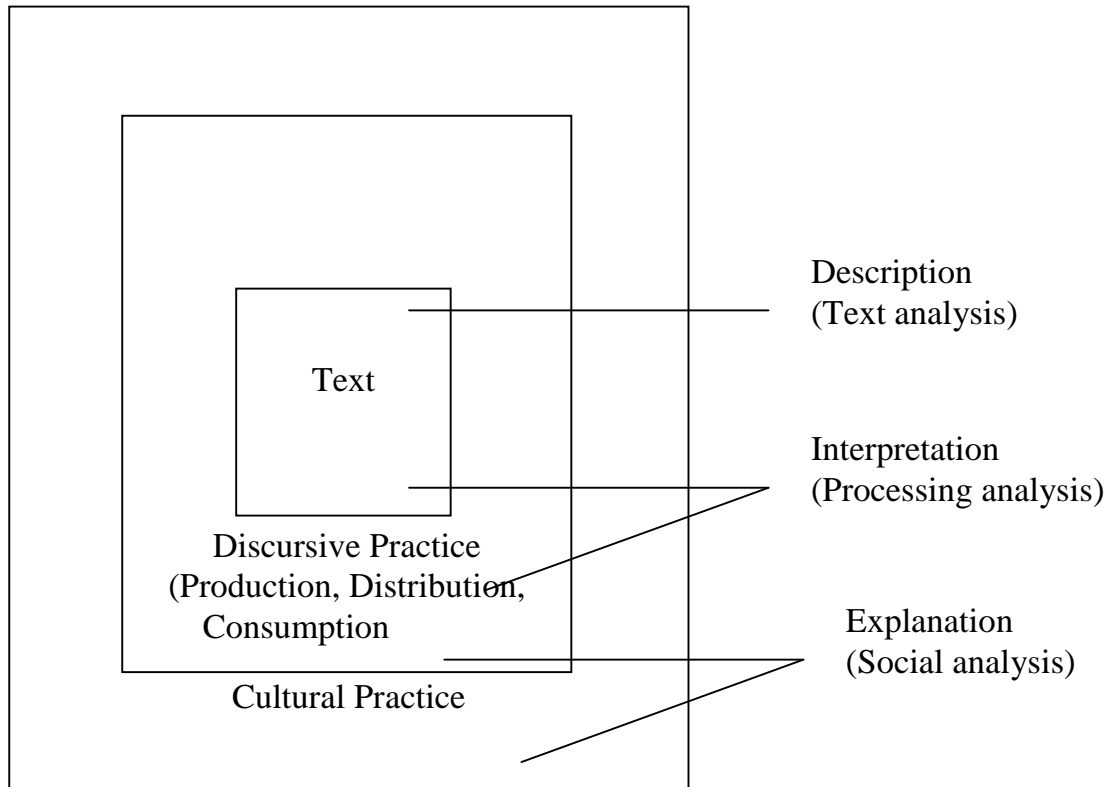 Description
(Text analysis)
Text
Interpretation
(Processing analysis)
Discursive Practice
(Production, Distribution,
Consumption
Explanation
(Social analysis)
Cultural Practice